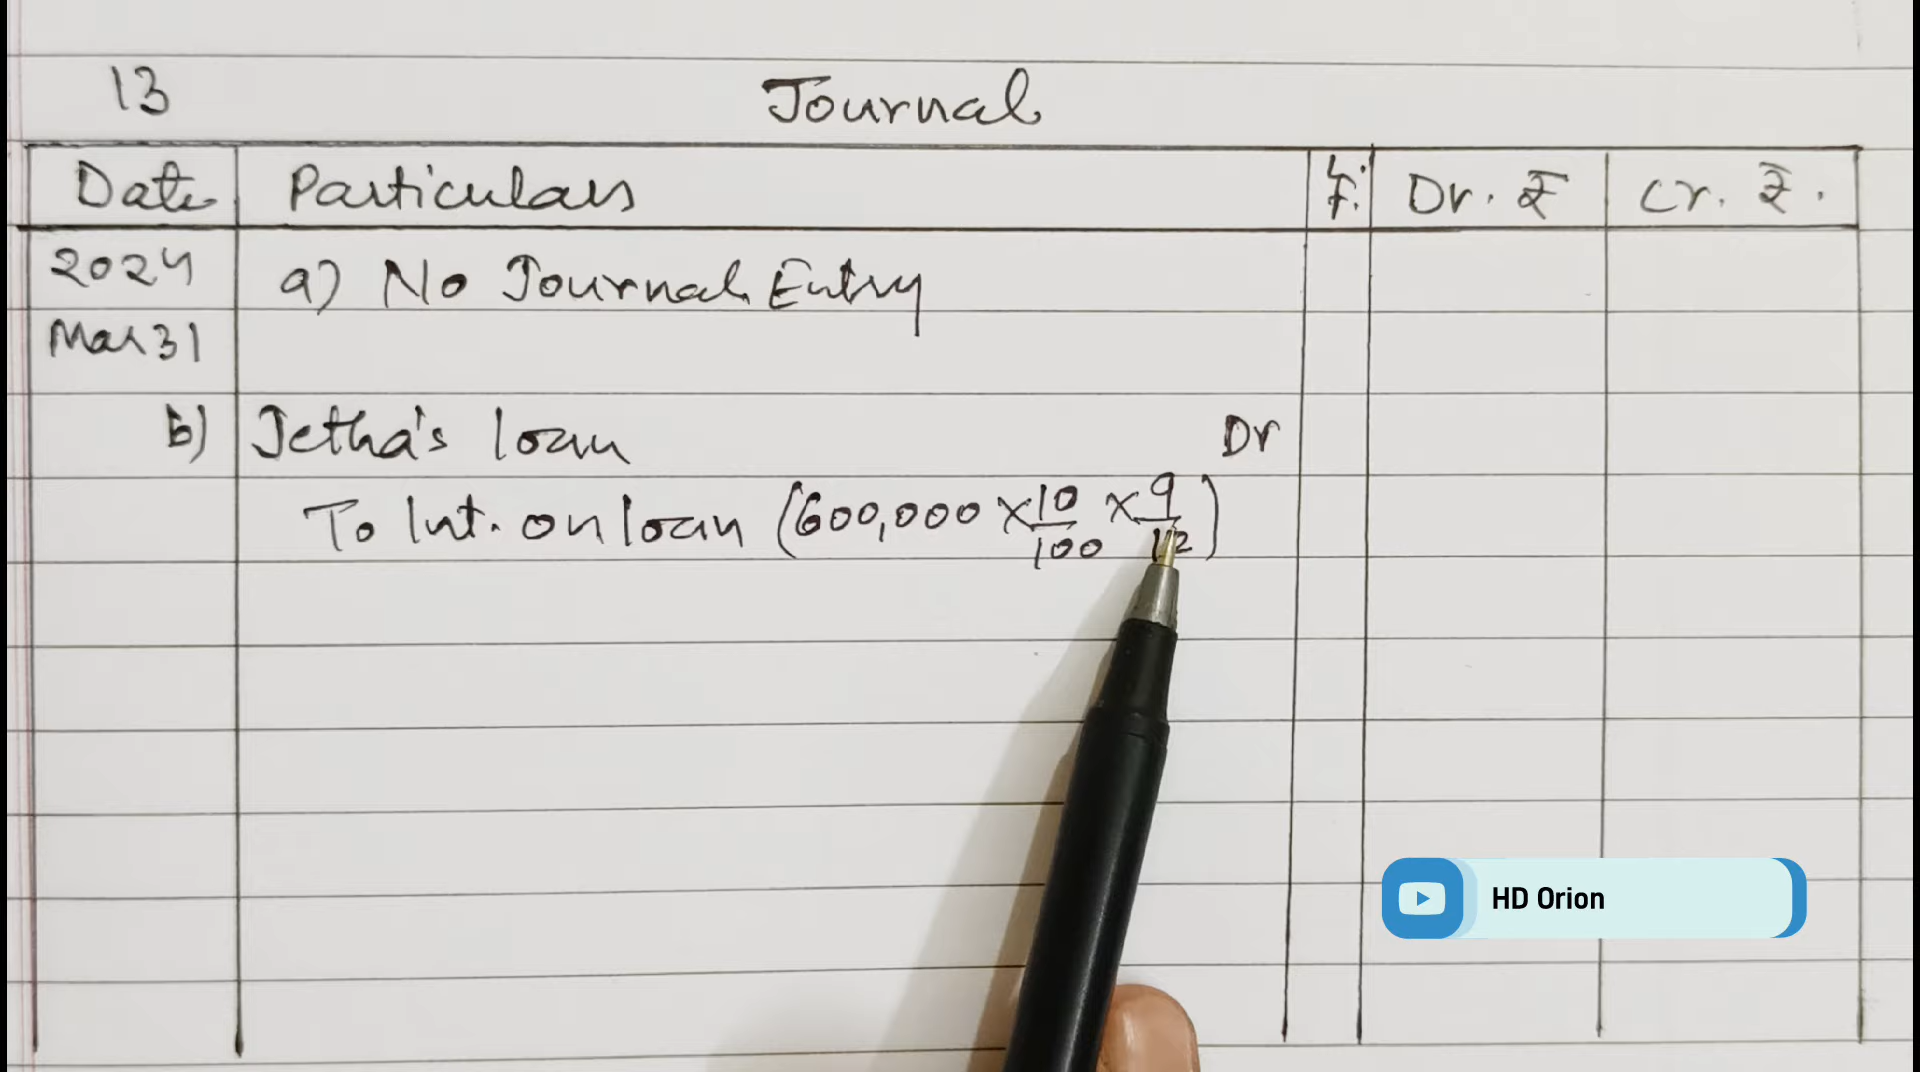 13
Journal
Date Particulars L.F. Dr. ₹ Cr. ₹.
2024 a) No Journal Entry
Mar 31
b) Jetha's loan Dr
To Int. on loan (600,000 × 10/100 × 9/12)
HD Orion